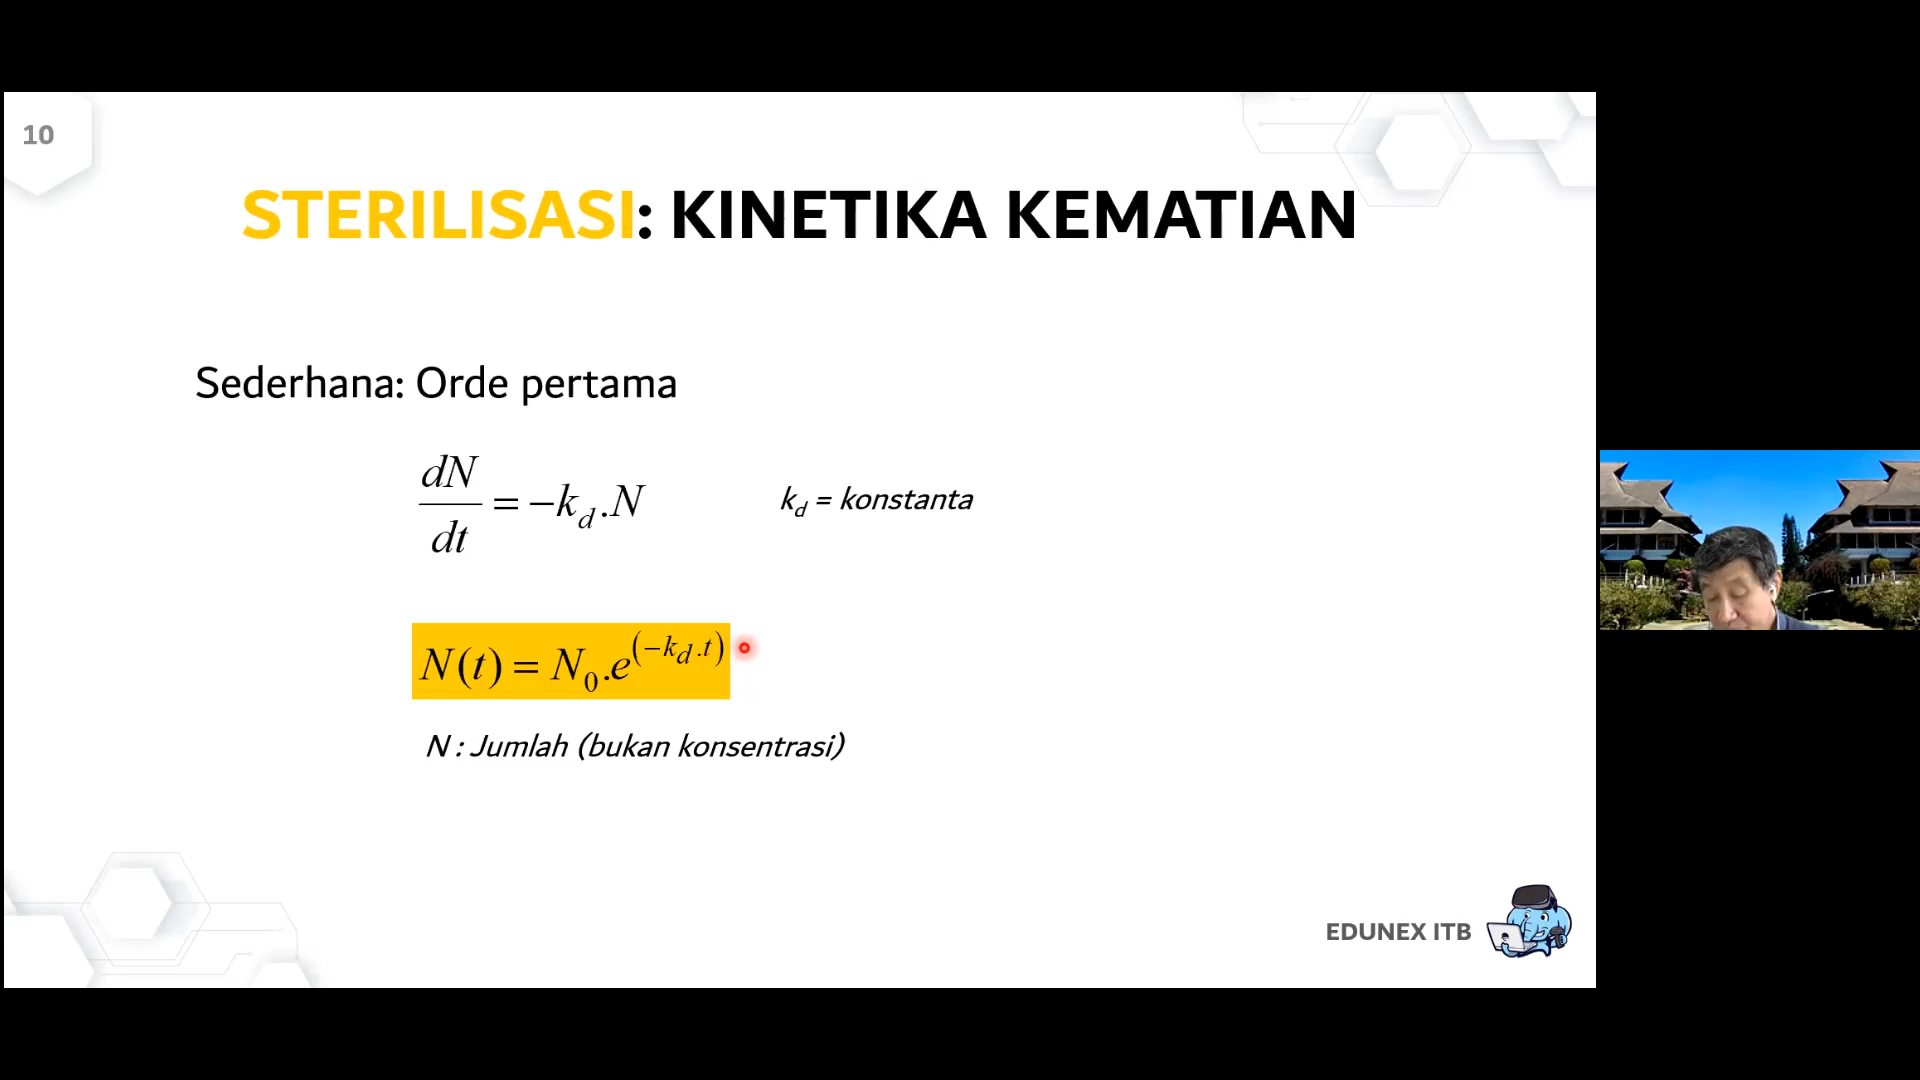 10
STERILISASI: KINETIKA KEMATIAN
Sederhana: Orde pertama
dN/dt = −k_d.N
k_d = konstanta
N(t) = N_0.e^(−k_d.t)
N : Jumlah (bukan konsentrasi)
EDUNEX ITB